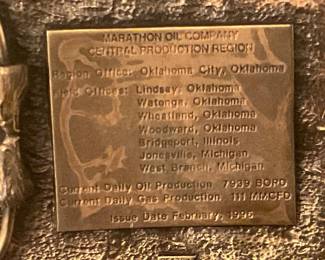 MARATHON OIL COMPANY
CENTRAL PRODUCTION REGION
Region Office: Oklahoma City, Oklahoma
Field Offices: Lindsay, Oklahoma
Watonga, Oklahoma
Wheatland, Oklahoma
Woodward, Oklahoma
Bridgeport, Illinois
Jonesville, Michigan
West Branch, Michigan
Current Daily Oil Production 7939 BOPD
Current Daily Gas Production 111 MMCFD
Issue Date February, 1996